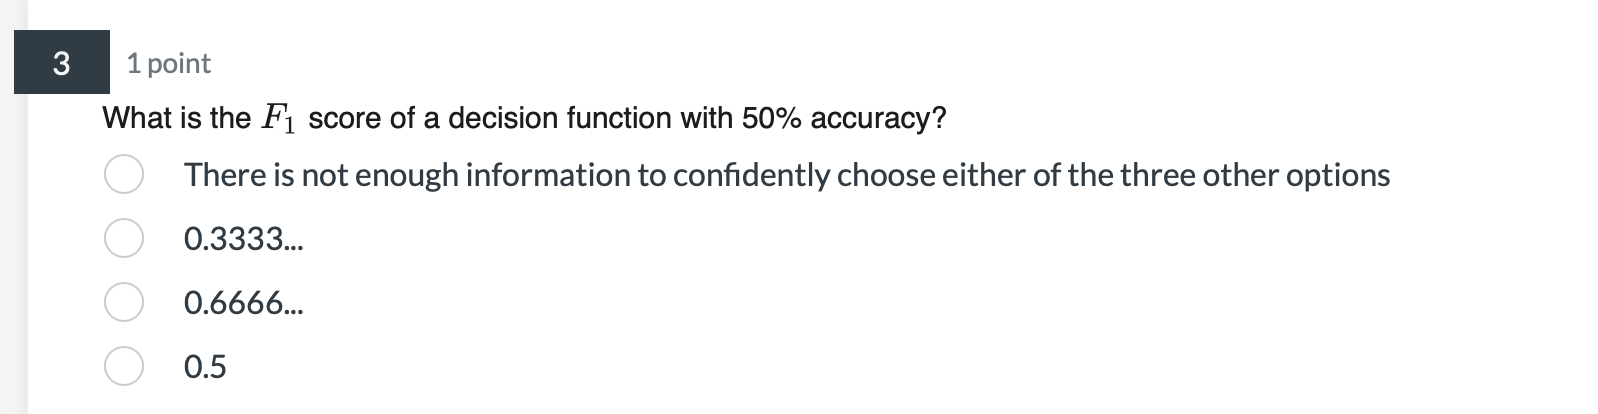 3 1 point
What is the F1 score of a decision function with 50% accuracy?
There is not enough information to confidently choose either of the three other options
0.3333...
0.6666...
0.5